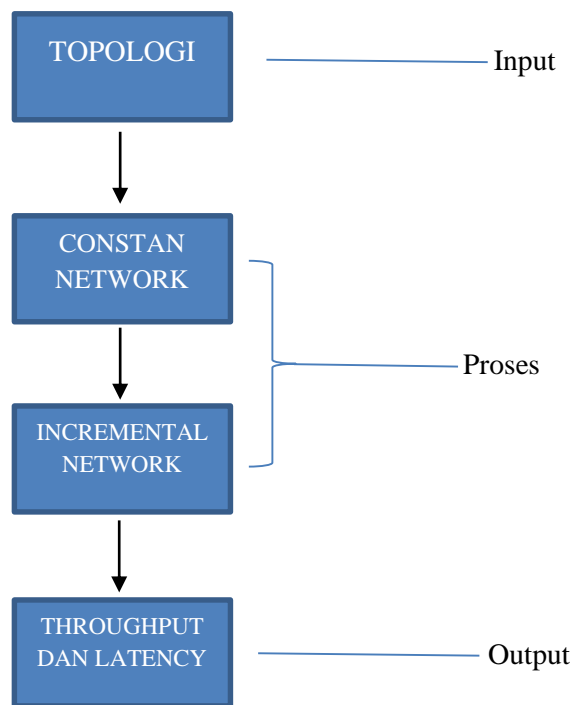 TOPOLOGI
Input
CONSTAN
NETWORK
Proses
INCREMENTAL
NETWORK
THROUGHPUT
DAN LATENCY
Output